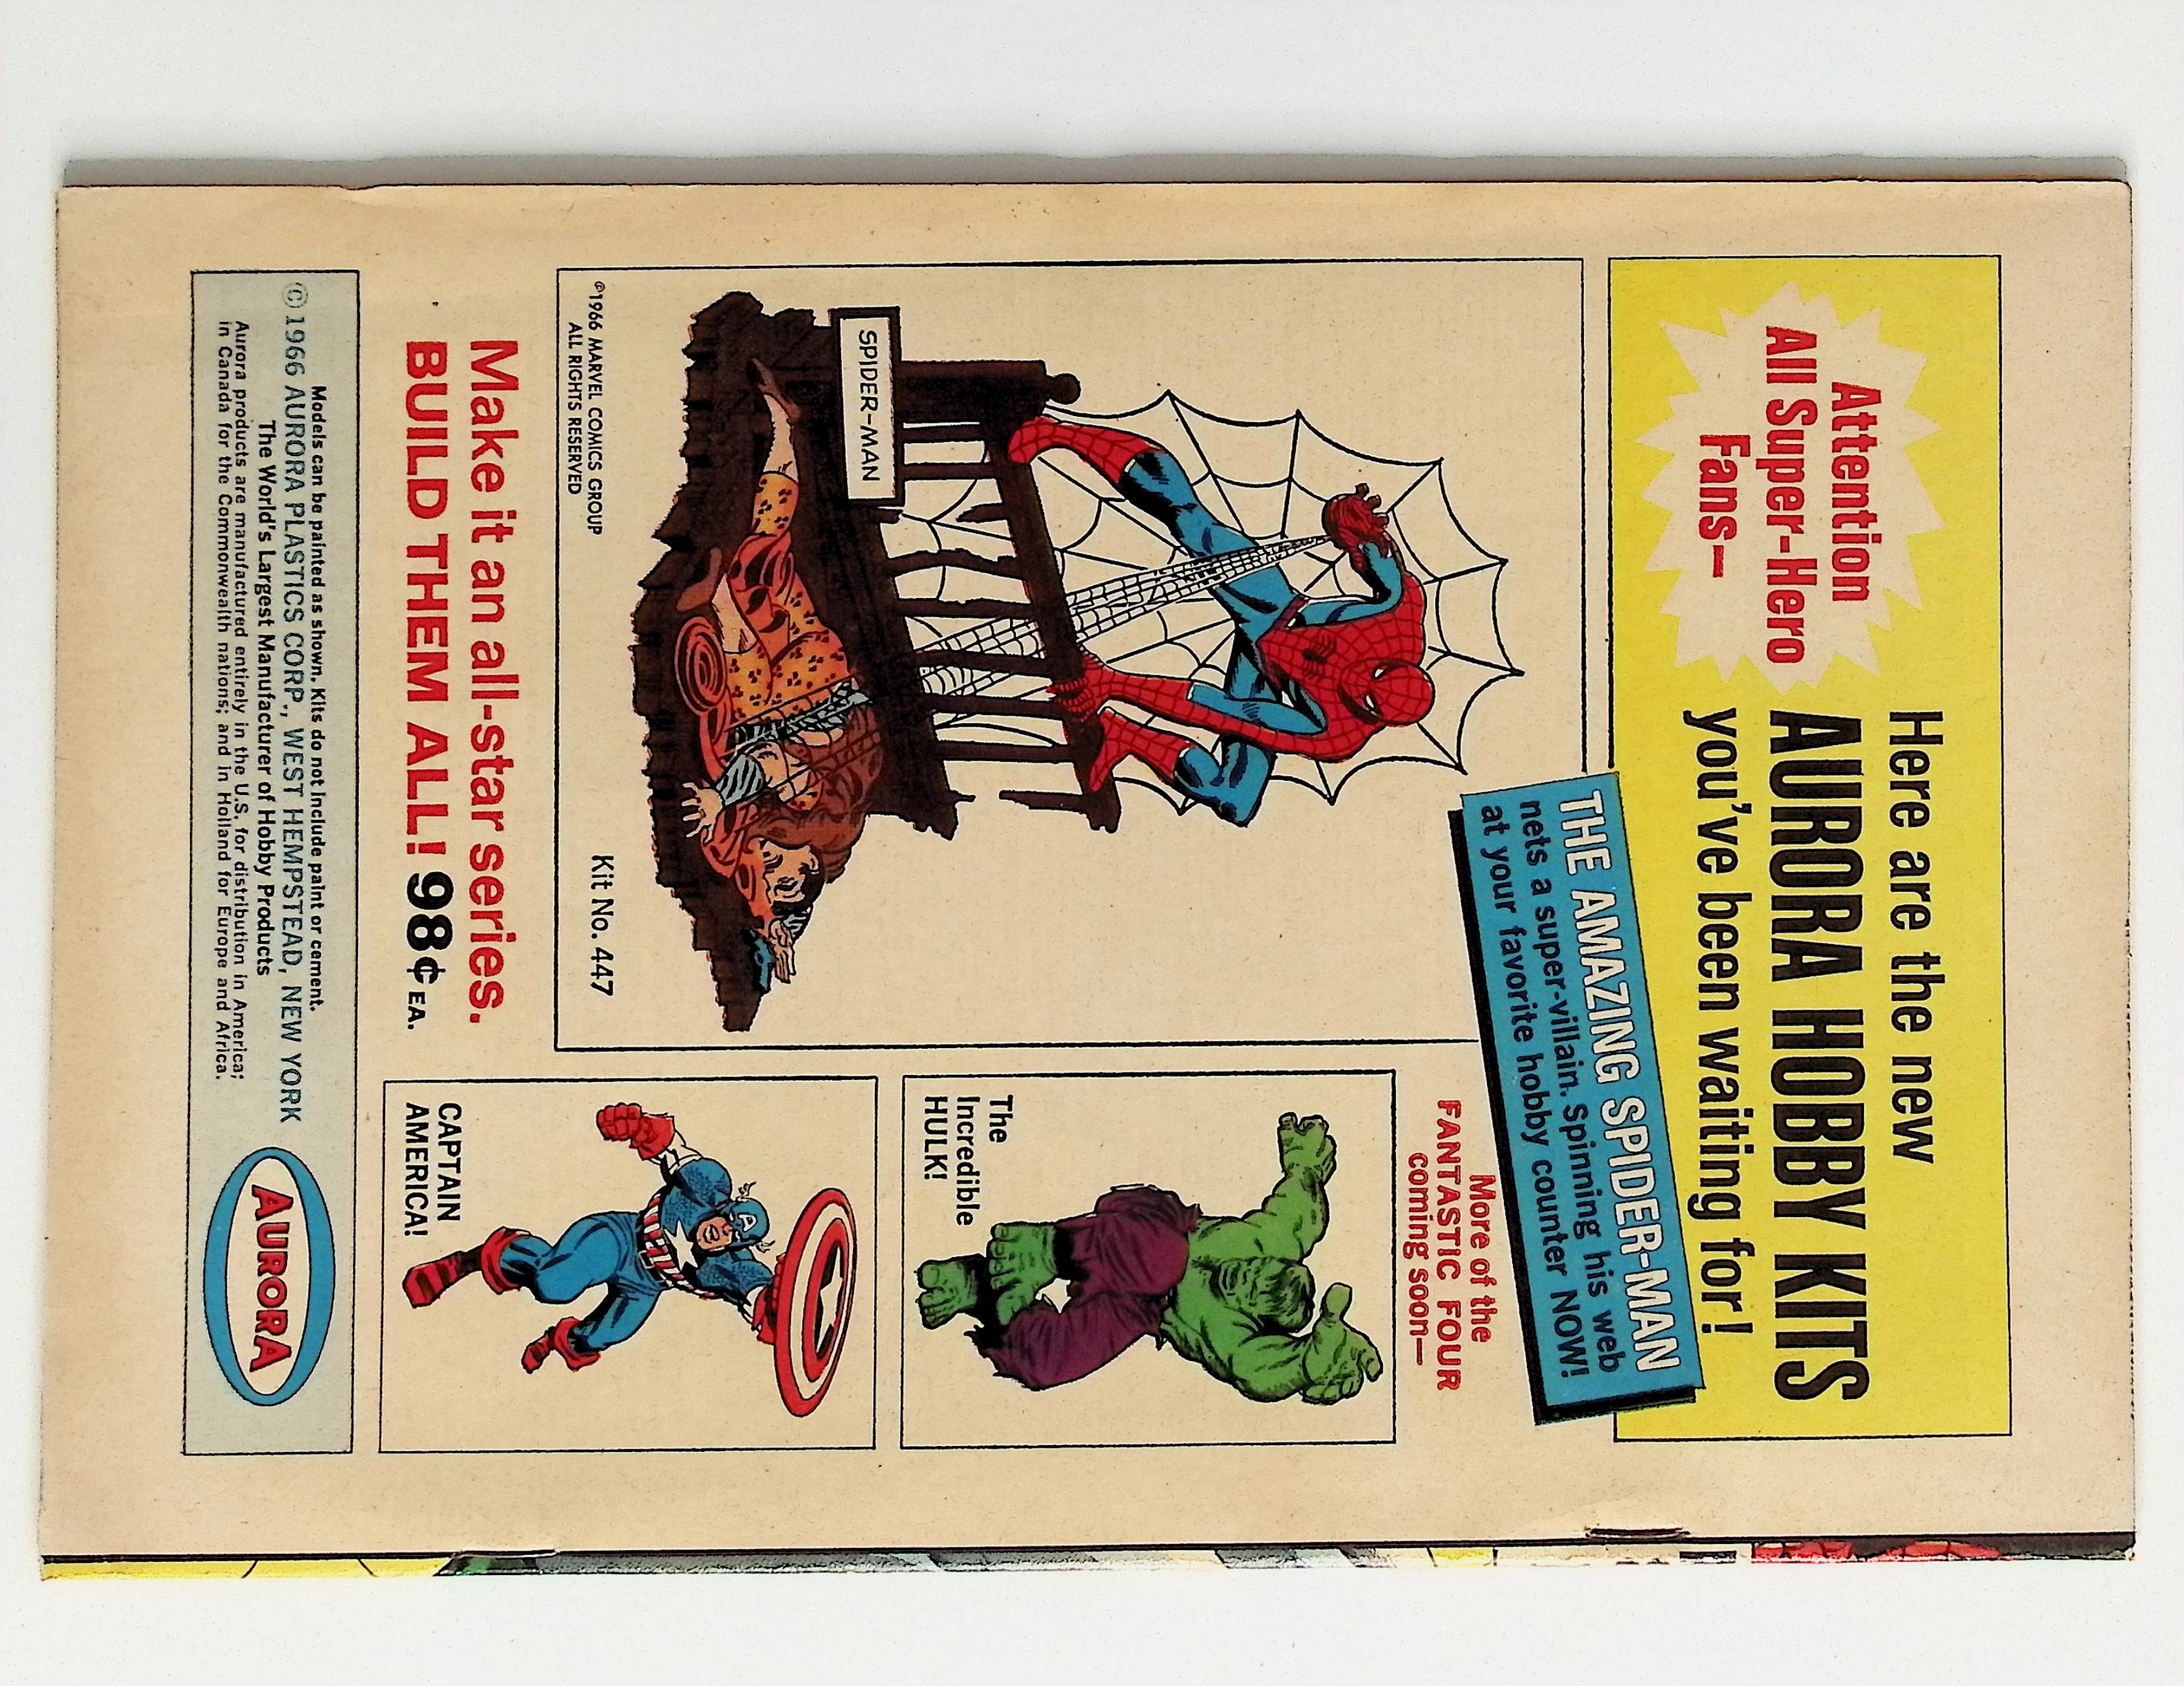 Attention
All Super-Hero
Fans—
Here are the new
AURORA HOBBY KITS
you've been waiting for!
THE AMAZING SPIDER-MAN
nets a super-villain. Spinning his web
at your favorite hobby counter NOW!
SPIDER-MAN
©1966 MARVEL COMICS GROUP
ALL RIGHTS RESERVED
Kit No. 447
More of the
FANTASTIC FOUR
coming soon—
The
Incredible
HULK!
A
CAPTAIN
AMERICA!
Make it an all-star series.
BUILD THEM ALL! 98¢ EA.
Models can be painted as shown. Kits do not include paint or cement.
©1966 AURORA PLASTICS CORP., WEST HEMPSTEAD, NEW YORK
The World's Largest Manufacturer of Hobby Products
Aurora products are manufactured entirely in the U.S. for distribution in America;
in Canada for the Commonwealth nations; and in Holland for Europe and Africa.
AURORA